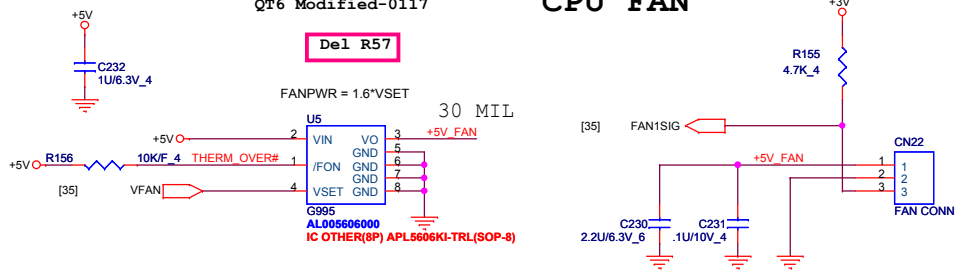 QT6 Modified-0117
CPU FAN
+5V
C232
1U/6.3V_4
Del R57
FANPWR = 1.6*VSET
30 MIL
U5
+5V
2
VIN
VO
3
+5V_FAN
GND
5
+5V
R156
10K/F_4
THERM_OVER#
1
/FON
GND
6
GND
7
[35]
VFAN
4
VSET
GND
8
G995
AL005606000
IC OTHER(8P) APL5606KI-TRL(SOP-8)
+3V
R155
4.7K_4
[35]
FAN1SIG
CN22
+5V_FAN
1
1
2
2
3
3
FAN CONN
C230
2.2U/6.3V_6
C231
.1U/10V_4